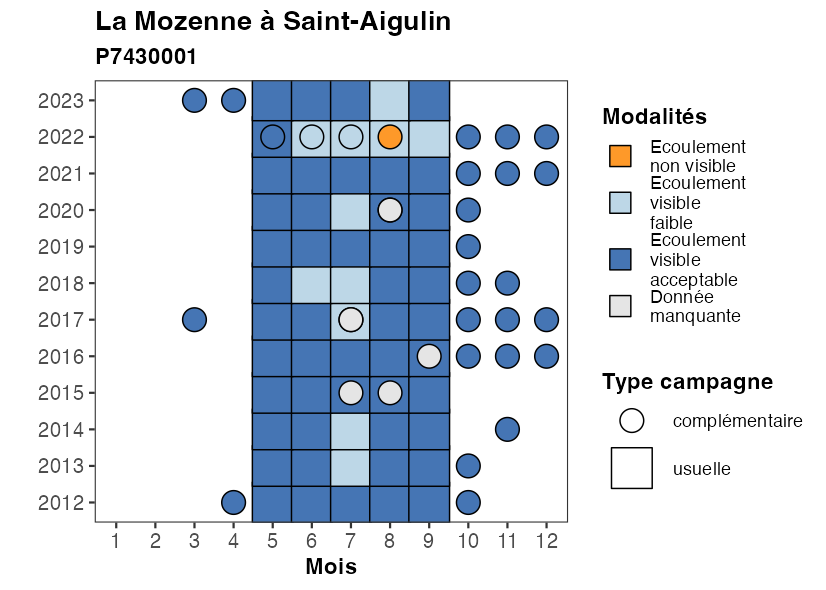 La Mozenne à Saint-Aigulin
P7430001
2023
2022
2021
2020
2019
2018
2017
2016
2015
2014
2013
2012
1 2 3 4 5 6 7 8 9 10 11 12
Mois
Modalités
Ecoulement
non visible
Ecoulement
visible
faible
Ecoulement
visible
acceptable
Donnée
manquante
Type campagne
complémentaire
usuelle